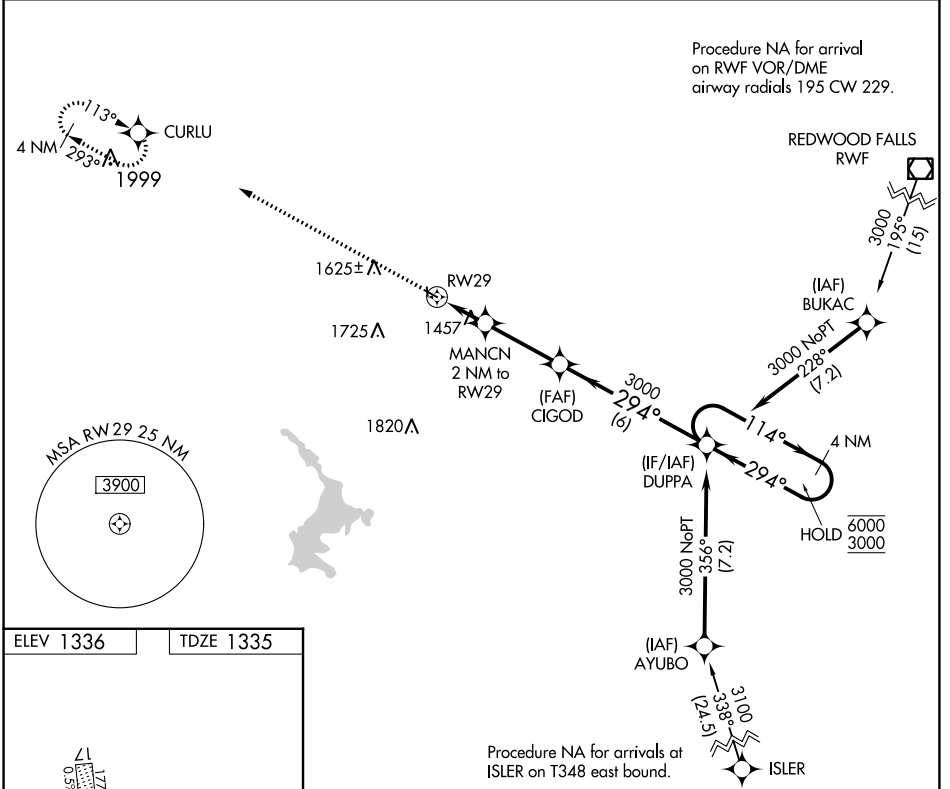 Procedure NA for arrival
on RWF VOR/DME
airway radials 195 CW 229.
113°
CURLU
4 NM
293°
1999
REDWOOD FALLS
RWF
3000
195°
(15)
1625±
RW29
(IAF)
BUKAC
1725
1457
MANCN
2 NM to
RW29
3000 NoPT
228°
(7.2)
(FAF)
CIGOD
3000
294°
(6)
1820
114°
4 NM
MSA RW 29 25 NM
3900
(IF/IAF)
DUPPA
294°
HOLD
6000
3000
3000 NoPT
356°
(7.2)
ELEV 1336
TDZE 1335
(IAF)
AYUBO
3100
338°
(24.5)
Procedure NA for arrivals at
ISLER on T348 east bound.
ISLER
17